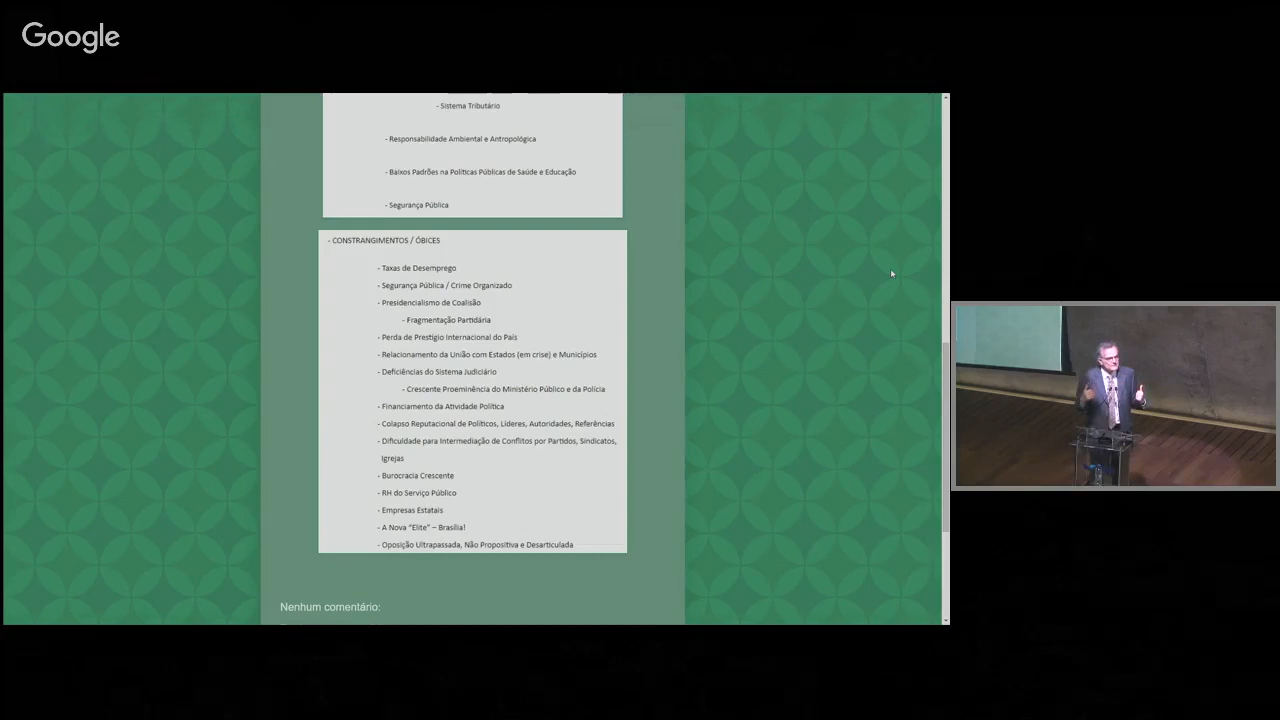 Google
- Sistema Tributário
- Responsabilidade Ambiental e Antropológica
- Baixos Padrões na Políticas Públicas de Saúde e Educação
- Segurança Pública
- CONSTRANGIMENTOS / ÓBICES
- Taxas de Desemprego
- Segurança Pública / Crime Organizado
- Presidencialismo de Coalisão
- Fragmentação Partidária
- Perda de Prestígio Internacional do País
- Relacionamento da União com Estados (em crise) e Municípios
- Deficiências do Sistema Judiciário
- Crescente Proeminência do Ministério Público e da Polícia
- Financiamento da Atividade Política
- Colapso Reputacional de Políticos, Líderes, Autoridades, Referências
- Dificuldade para Intermediação de Conflitos por Partidos, Sindicatos,
Igrejas
- Burocracia Crescente
- RH do Serviço Público
- Empresas Estatais
- A Nova "Elite" – Brasília!
- Oposição Ultrapassada, Não Propositiva e Desarticulada
Nenhum comentário: